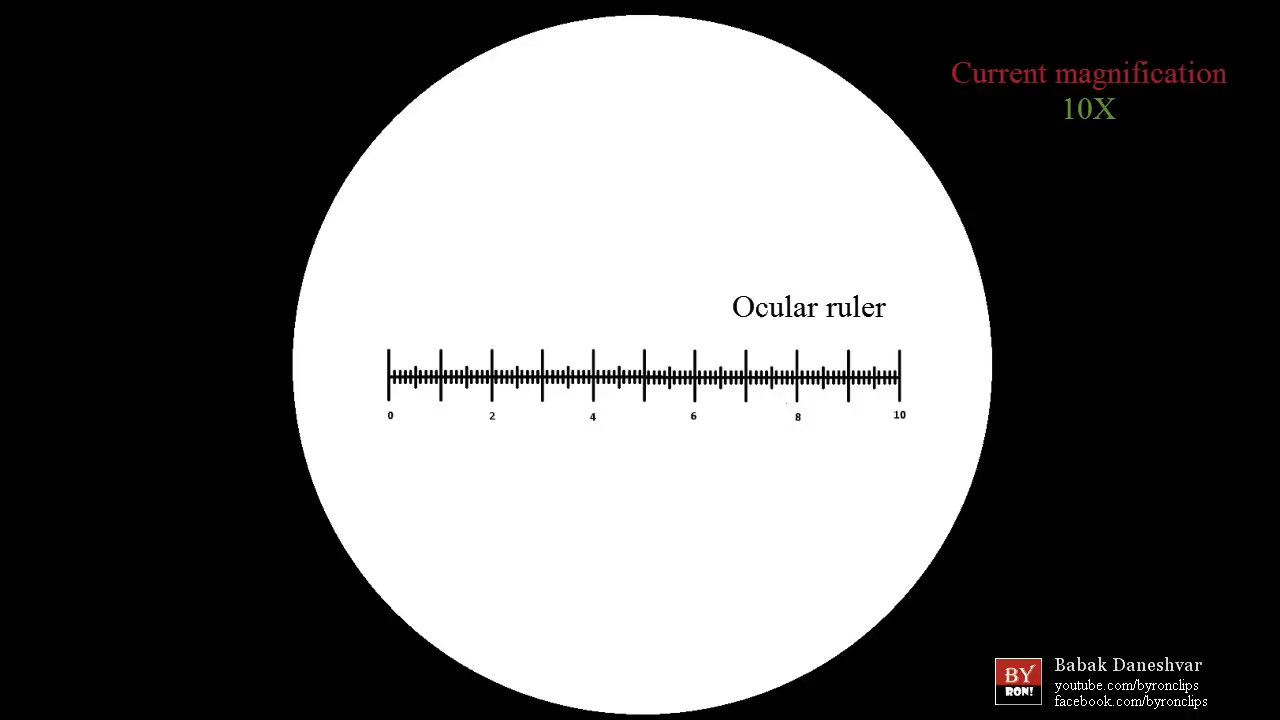 Current magnification
10X
Ocular ruler
0 2 4 6 8 10
BY
RON!
Babak Daneshvar
youtube.com/byronclips
facebook.com/byronclips